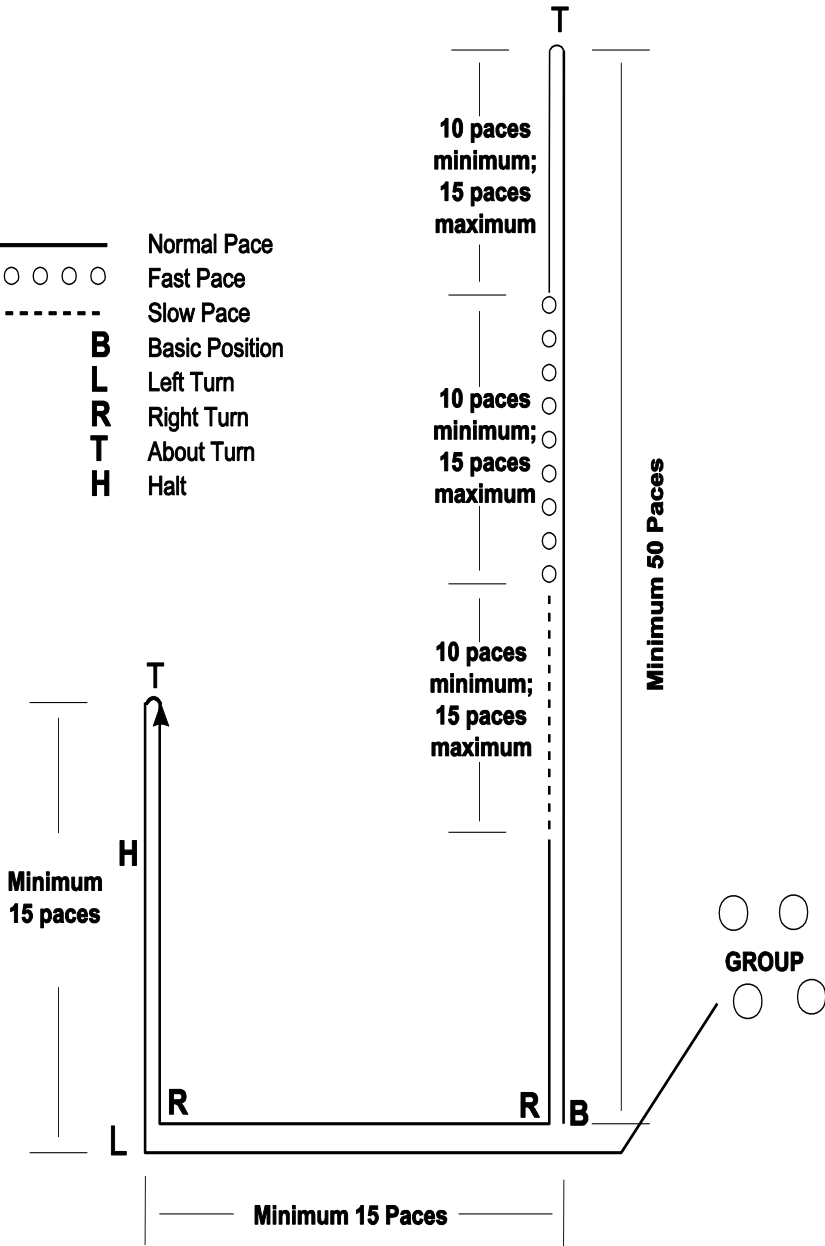 T
10 paces
minimum;
15 paces
maximum
Normal Pace
Fast Pace
Slow Pace
B Basic Position
L Left Turn
R Right Turn
T About Turn
H Halt
10 paces
minimum;
15 paces
maximum
Minimum 50 Paces
10 paces
minimum;
15 paces
maximum
T
H
Minimum
15 paces
GROUP
R
R
B
L
Minimum 15 Paces